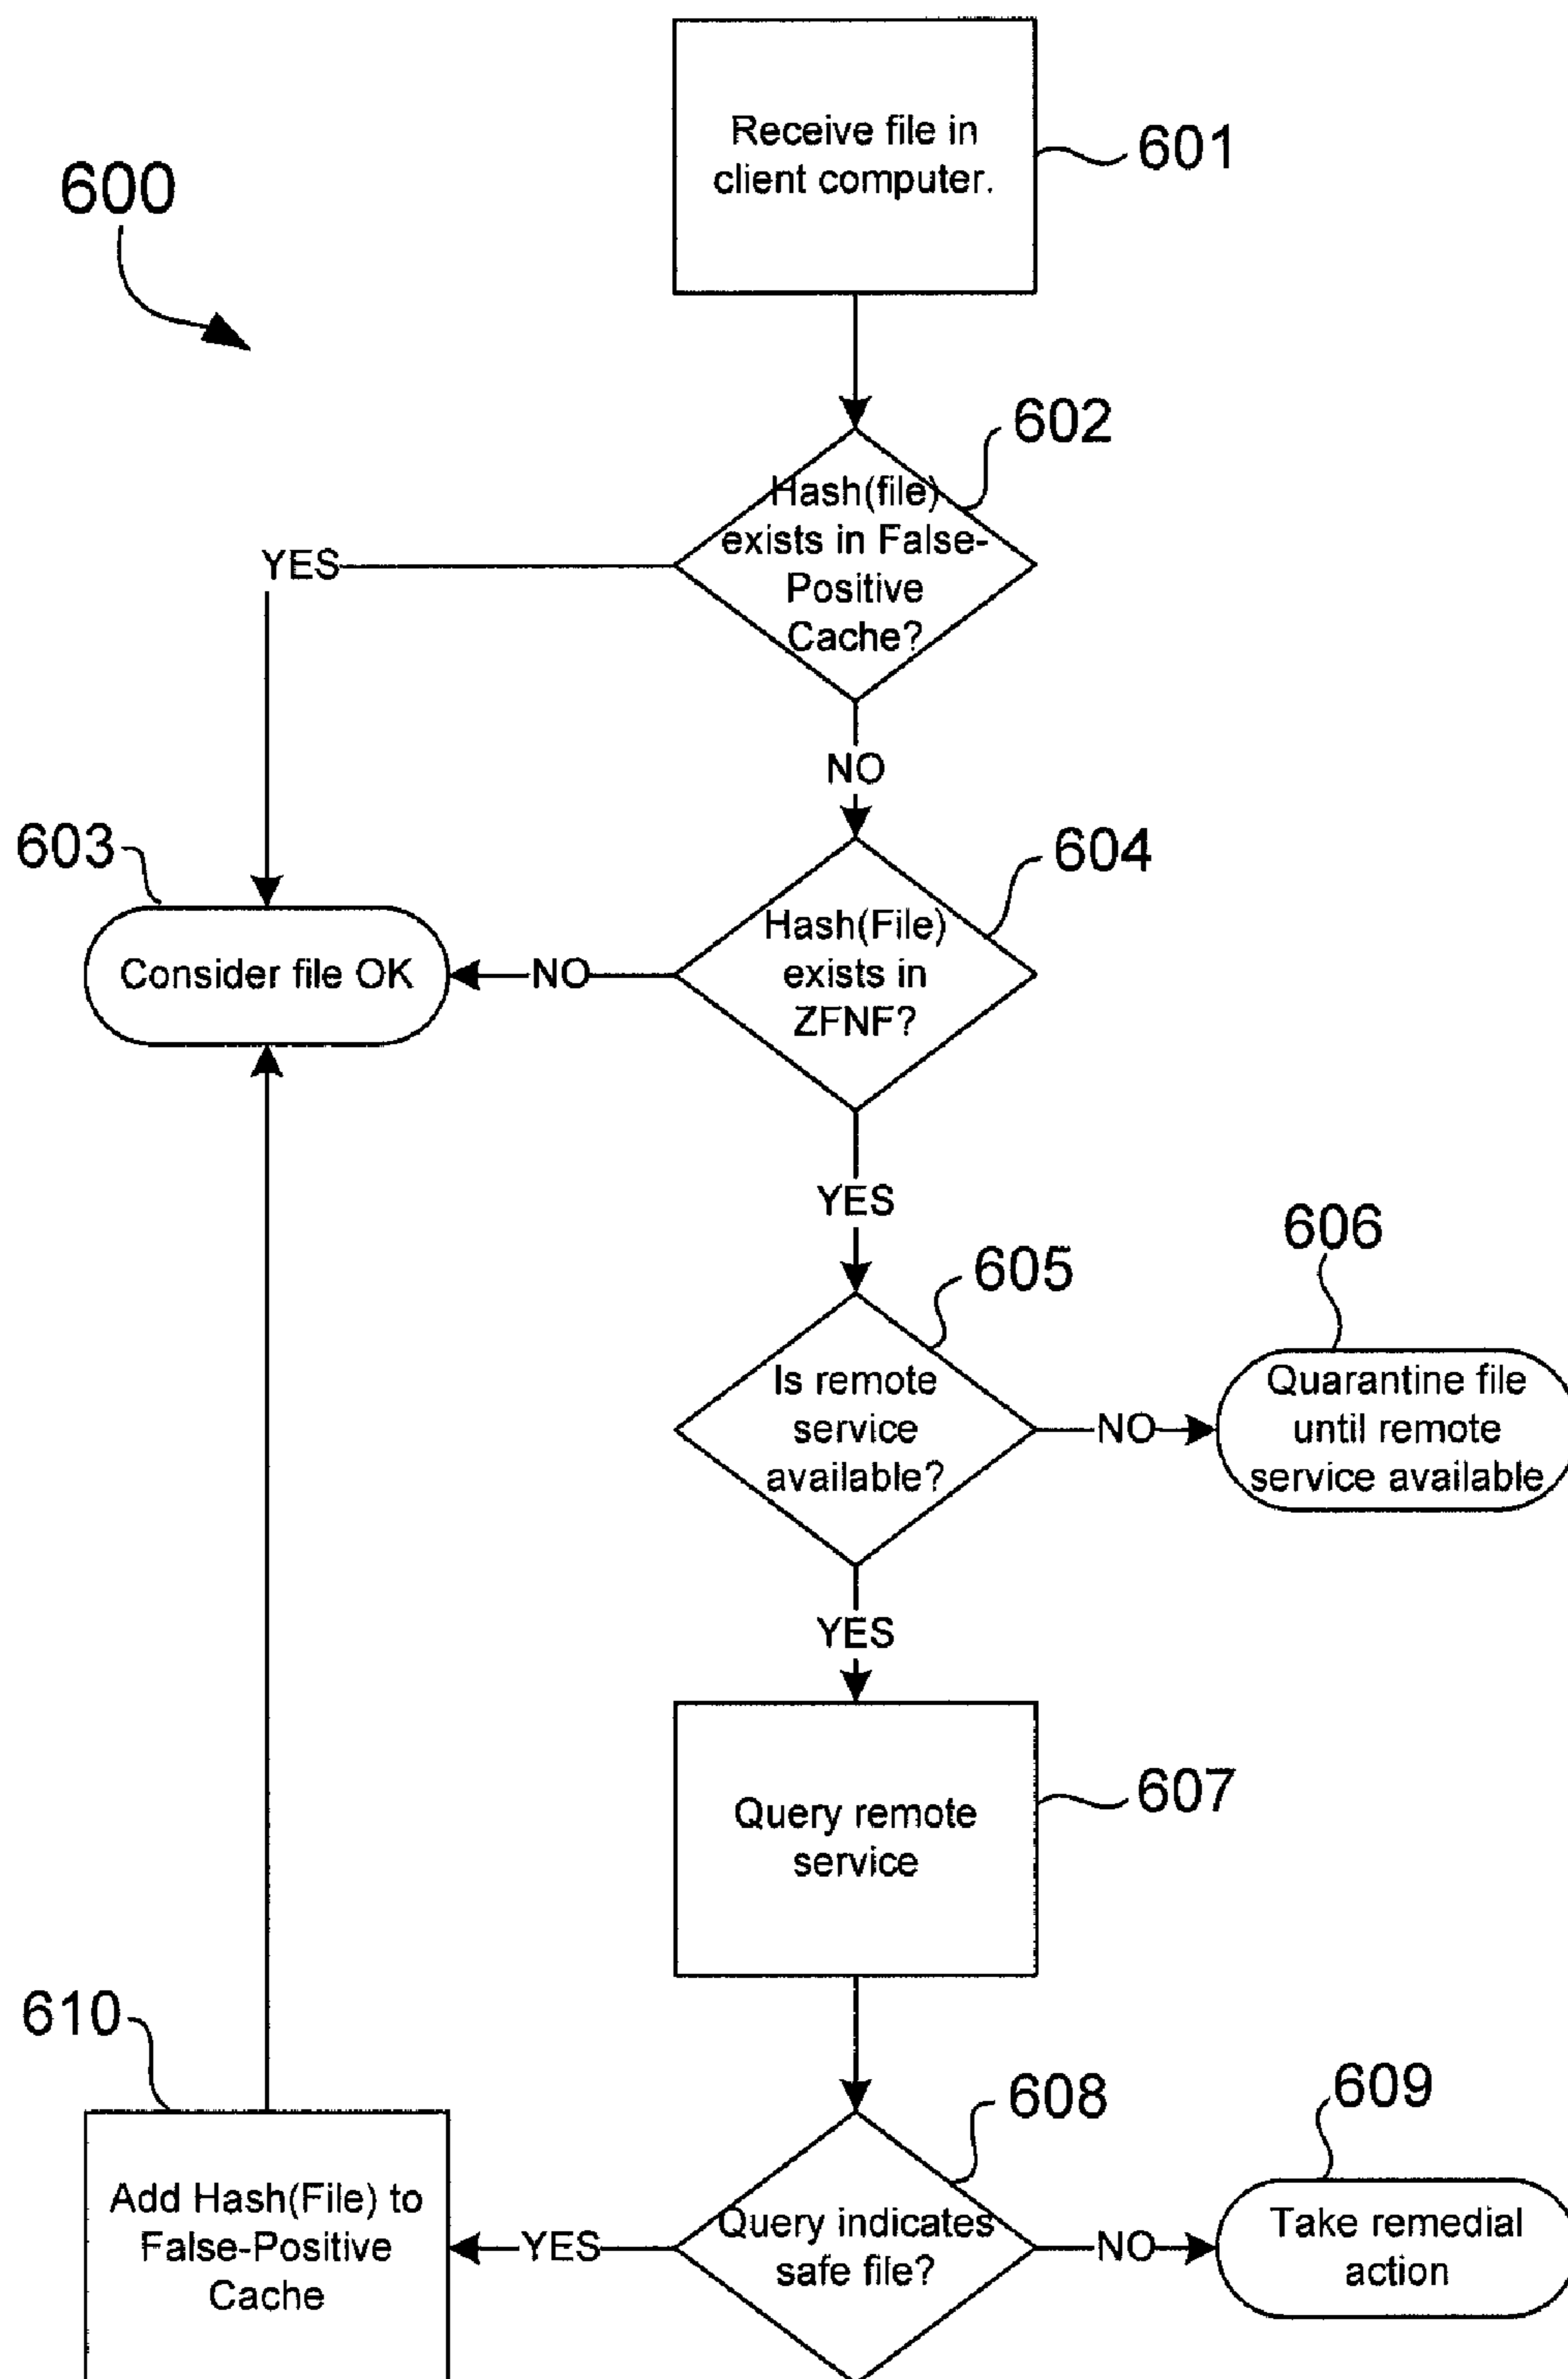 Receive file in
client computer.
601
600
602
Hash(file)
exists in False-
Positive
Cache?
YES
NO
603
604
Consider file OK
NO
Hash(File)
exists in
ZFNF?
YES
605
606
Is remote
service
available?
NO
Quarantine file
until remote
service available
YES
Query remote
service
607
610
608
609
Add Hash(File) to
False-Positive
Cache
YES
Query indicates
safe file?
NO
Take remedial
action